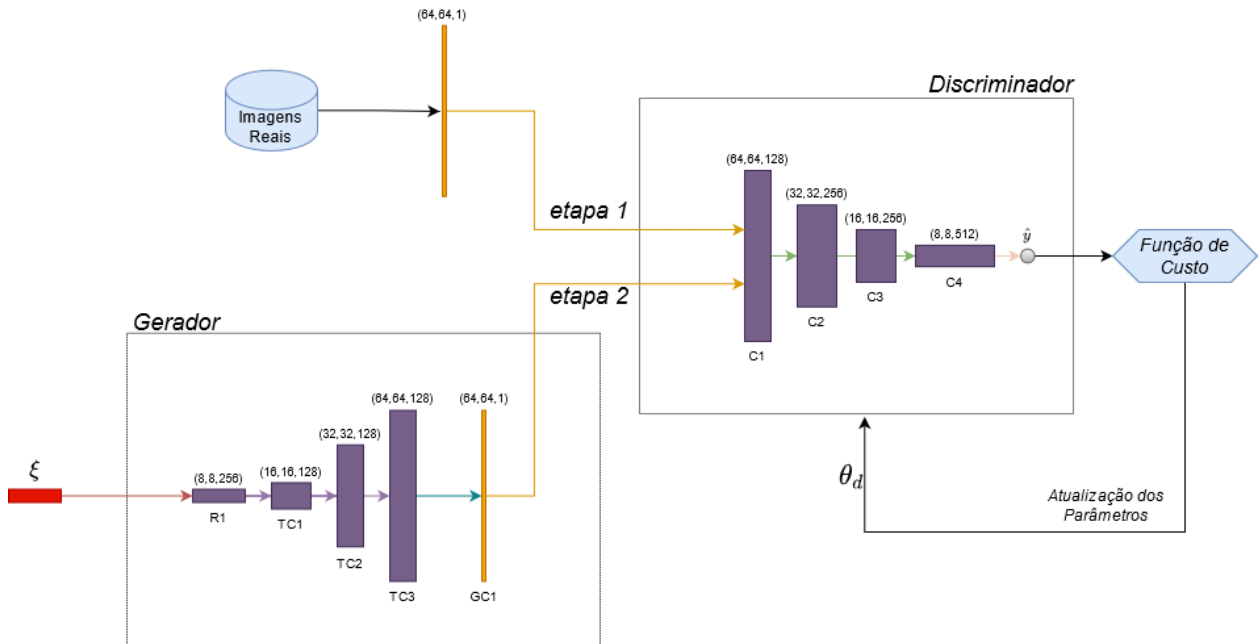 (64,64,1)
Imagens
Reais
Discriminador
(64,64,128)
(32,32,256)
(16,16,256)
(8,8,512)
ŷ
C1
C2
C3
C4
etapa 1
etapa 2
Função de
Custo
Gerador
(64,64,128)
(64,64,1)
(32,32,128)
(16,16,128)
(8,8,256)
ξ
R1
TC1
TC2
TC3
GC1
θ_d
Atualização dos
Parâmetros